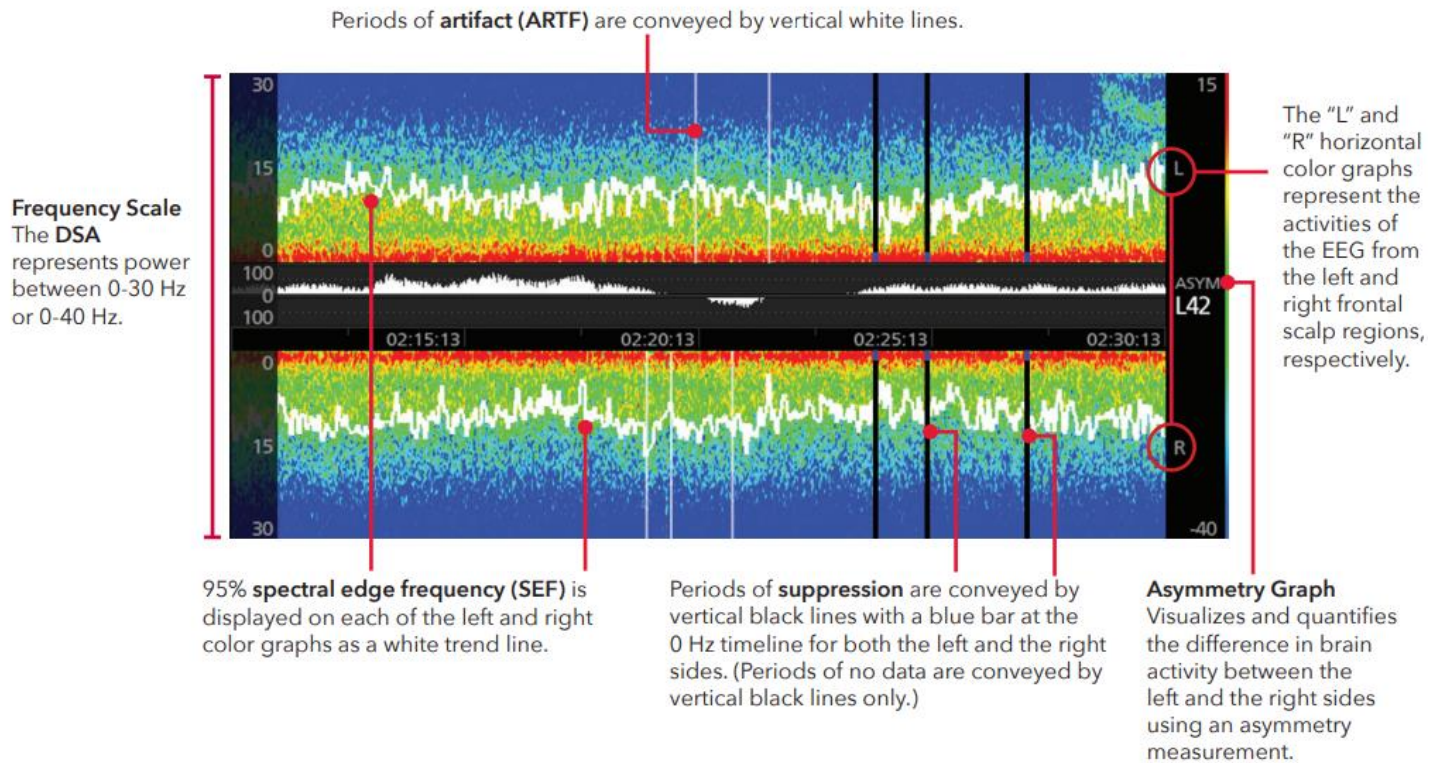 Periods of artifact (ARTF) are conveyed by vertical white lines.
Frequency Scale
The DSA
represents power
between 0-30 Hz
or 0-40 Hz.
30
15
0
100
0
100
02:15:13
02:20:13
02:25:13
02:30:13
0
15
30
15
L
ASYM
L42
R
-40
The “L” and
“R” horizontal
color graphs
represent the
activities of
the EEG from
the left and
right frontal
scalp regions,
respectively.
95% spectral edge frequency (SEF) is
displayed on each of the left and right
color graphs as a white trend line.
Periods of suppression are conveyed by
vertical black lines with a blue bar at the
0 Hz timeline for both the left and the right
sides. (Periods of no data are conveyed by
vertical black lines only.)
Asymmetry Graph
Visualizes and quantifies
the difference in brain
activity between the
left and the right sides
using an asymmetry
measurement.